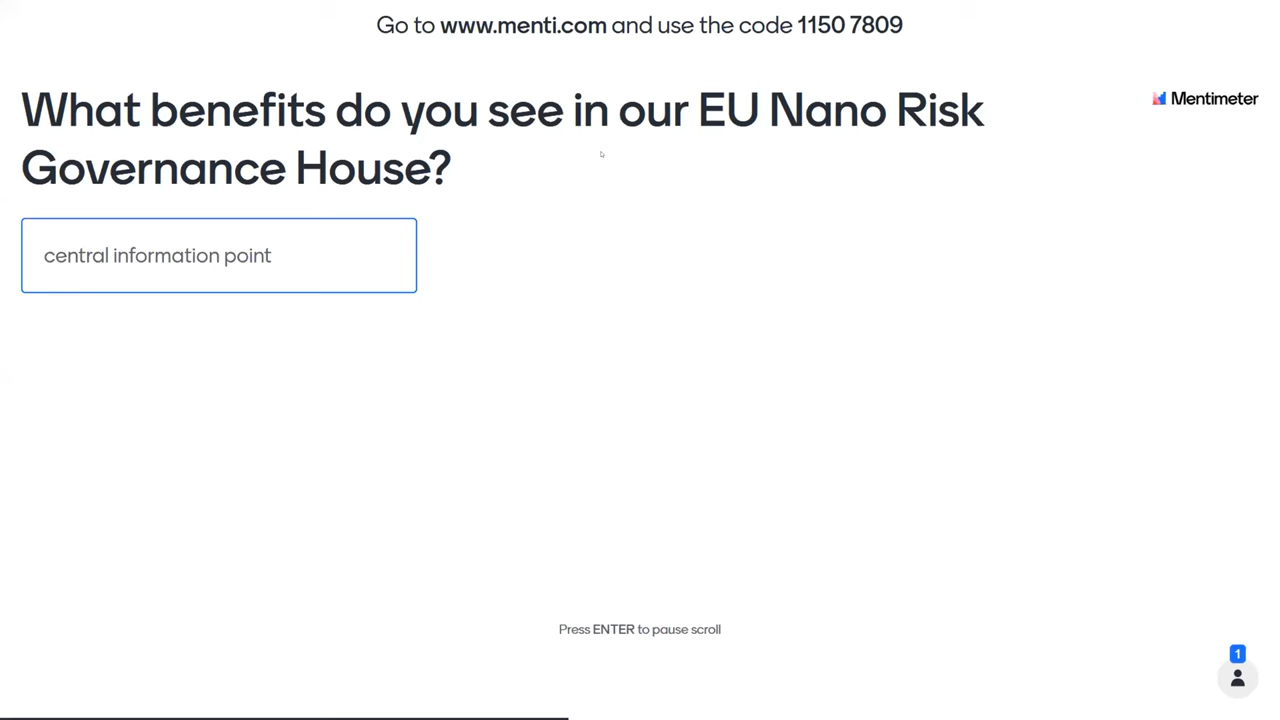 Go to www.menti.com and use the code 1150 7809
What benefits do you see in our EU Nano Risk
Governance House?
Mentimeter
central information point
Press ENTER to pause scroll
1